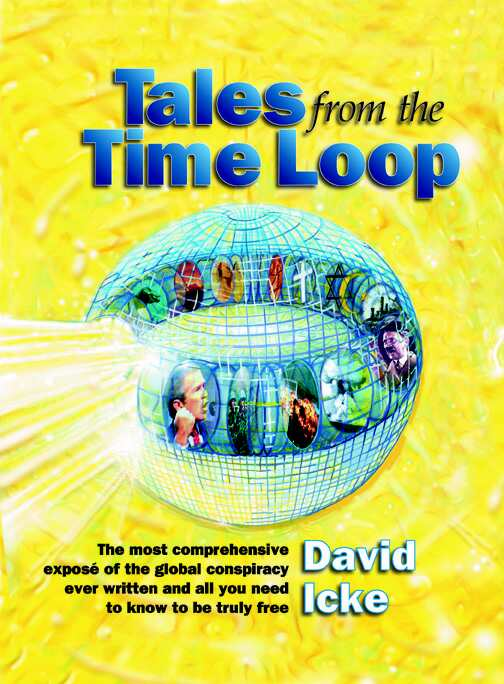 Tales from the
Time Loop
The most comprehensive
exposé of the global conspiracy
ever written and all you need
to know to be truly free
David
Icke